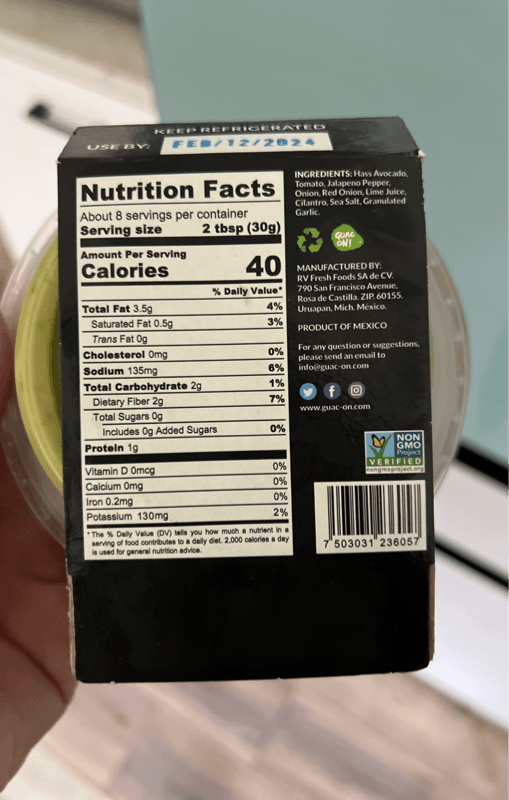 KEEP REFRIGERATED
USE BY: FEB/12/2024
Nutrition Facts
About 8 servings per container
Serving size 2 tbsp (30g)
Amount Per Serving
Calories 40
% Daily Value*
Total Fat 3.5g 4%
Saturated Fat 0.5g 3%
Trans Fat 0g
Cholesterol 0mg 0%
Sodium 135mg 6%
Total Carbohydrate 2g 1%
Dietary Fiber 2g 7%
Total Sugars 0g
Includes 0g Added Sugars 0%
Protein 1g
Vitamin D 0mcg 0%
Calcium 0mg 0%
Iron 0.2mg 0%
Potassium 130mg 2%
*The % Daily Value (DV) tells you how much a nutrient in a
serving of food contributes to a daily diet. 2,000 calories a day
is used for general nutrition advice.
INGREDIENTS: Hass Avocado,
Tomato, Jalapeno Pepper,
Onion, Red Onion, Lime Juice,
Cilantro, Sea Salt, Granulated
Garlic.
GUAC
ON!
MANUFACTURED BY:
RV Fresh Foods SA de CV.
790 San Francisco Avenue,
Rosa de Castilla. ZIP. 60155.
Uruapan, Mich. México.
PRODUCT OF MEXICO
For any question or suggestions,
please send an email to
info@guac-on.com
www.guac-on.com
NON
GMO
Project
VERIFIED
nongmoproject.org
7 503031 236057